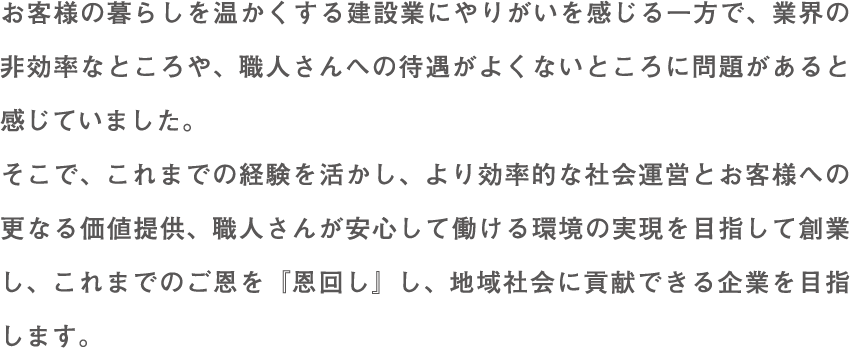 お客様の暮らしを温かくする建設業にやりがいを感じる一方で、業界の
非効率なところや、職人さんへの待遇がよくないところに問題があると
感じていました。
そこで、これまでの経験を活かし、より効率的な社会運営とお客様への
更なる価値提供、職人さんが安心して働ける環境の実現を目指して創業
し、これまでのご恩を『恩回し』し、地域社会に貢献できる企業を目指
します。